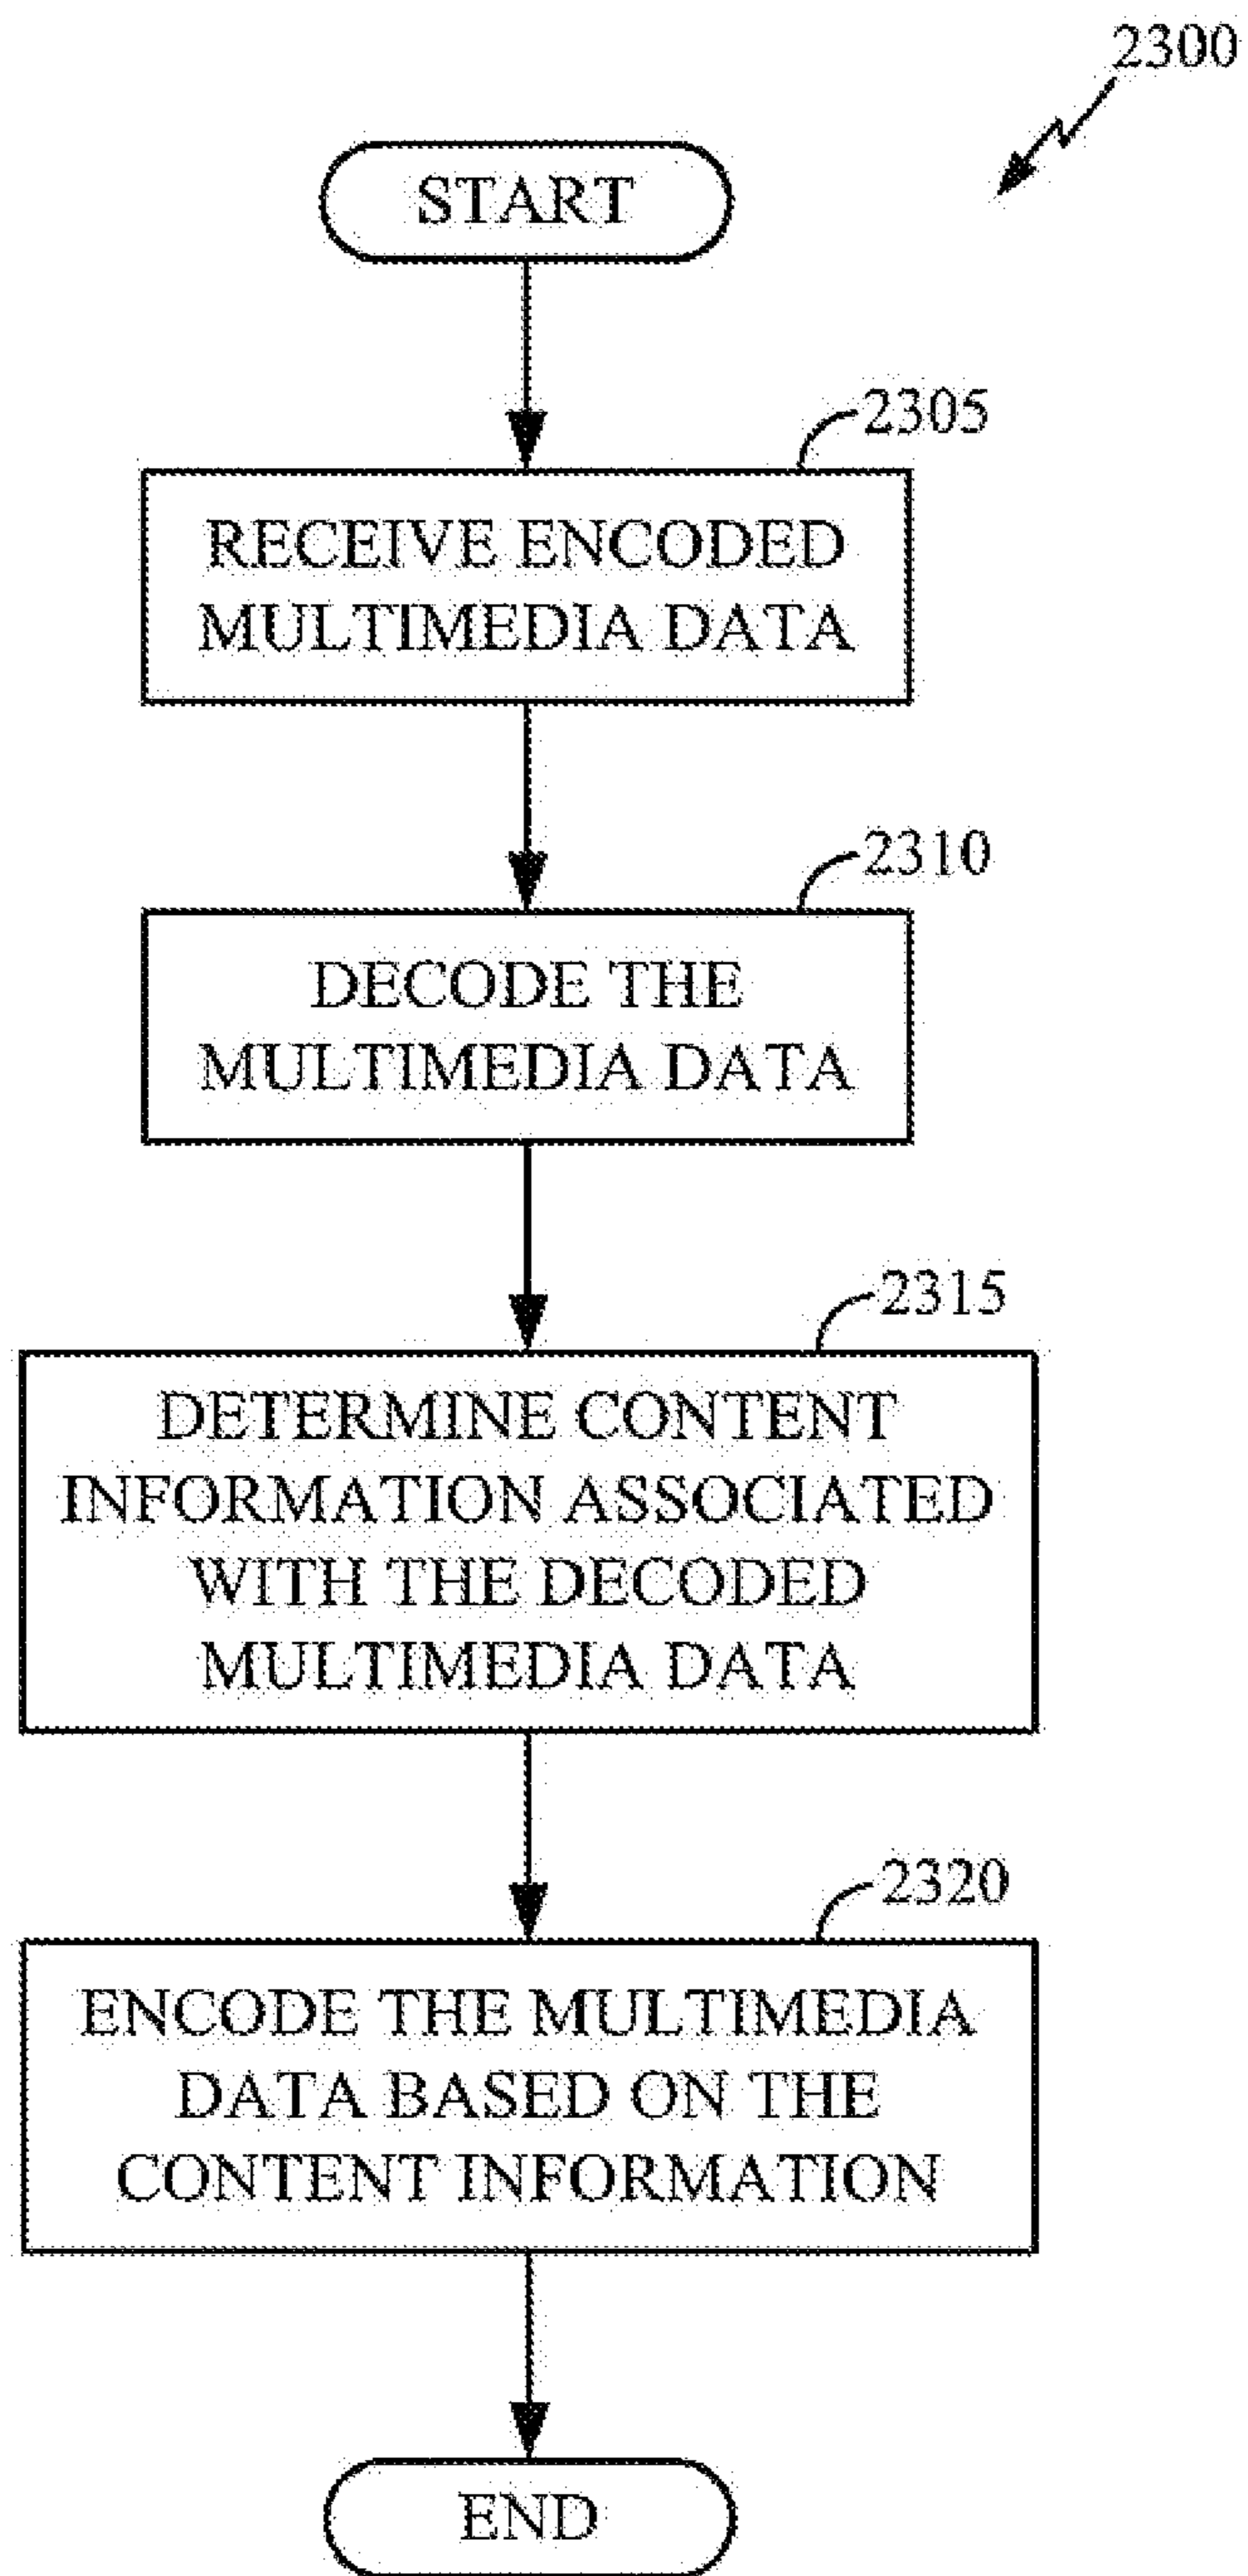 2300
START
2305
RECEIVE ENCODED
MULTIMEDIA DATA
2310
DECODE THE
MULTIMEDIA DATA
2315
DETERMINE CONTENT
INFORMATION ASSOCIATED
WITH THE DECODED
MULTIMEDIA DATA
2320
ENCODE THE MULTIMEDIA
DATA BASED ON THE
CONTENT INFORMATION
END